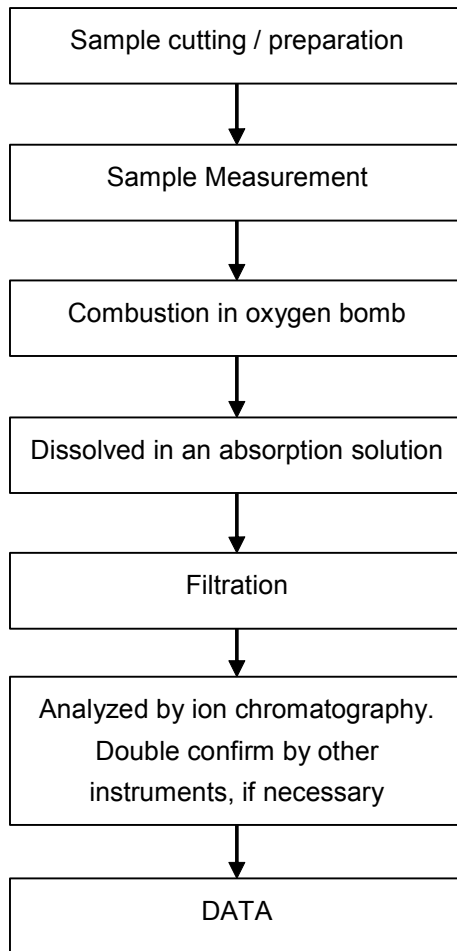 Sample cutting / preparation
Sample Measurement
Combustion in oxygen bomb
Dissolved in an absorption solution
Filtration
Analyzed by ion chromatography.
Double confirm by other
instruments, if necessary
DATA